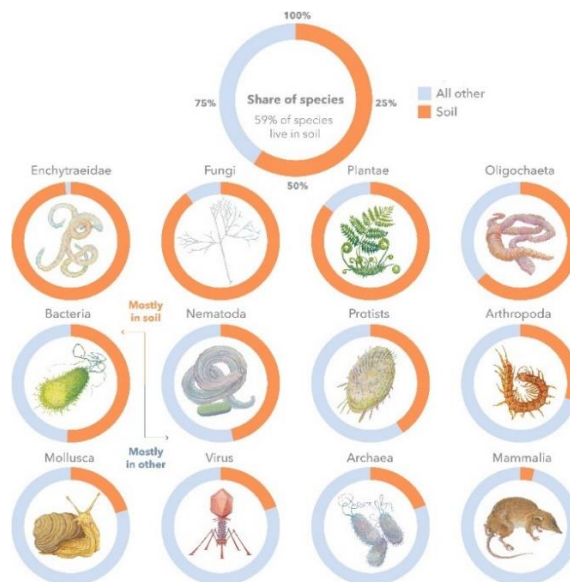 100%
All other
Soil
75%
Share of species
59% of species
live in soil
25%
50%
Enchytraeidae
Fungi
Plantae
Oligochaeta
Bacteria
Mostly
in soil
Nematoda
Protists
Arthropoda
Mostly
in other
Mollusca
Virus
Archaea
Mammalia